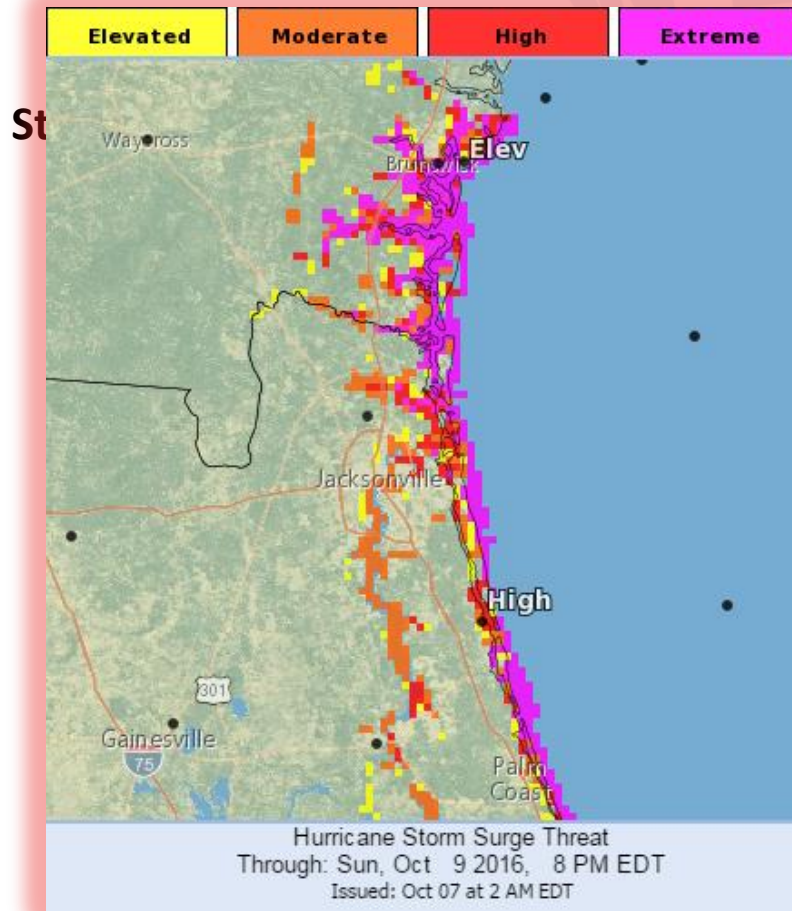 Elevated Moderate High Extreme
St
Waycross
Brunswick
Elev
Jacksonville
High
301
Gainesville
75
Palm
Coast
Hurricane Storm Surge Threat
Through: Sun, Oct 9 2016, 8 PM EDT
Issued: Oct 07 at 2 AM EDT